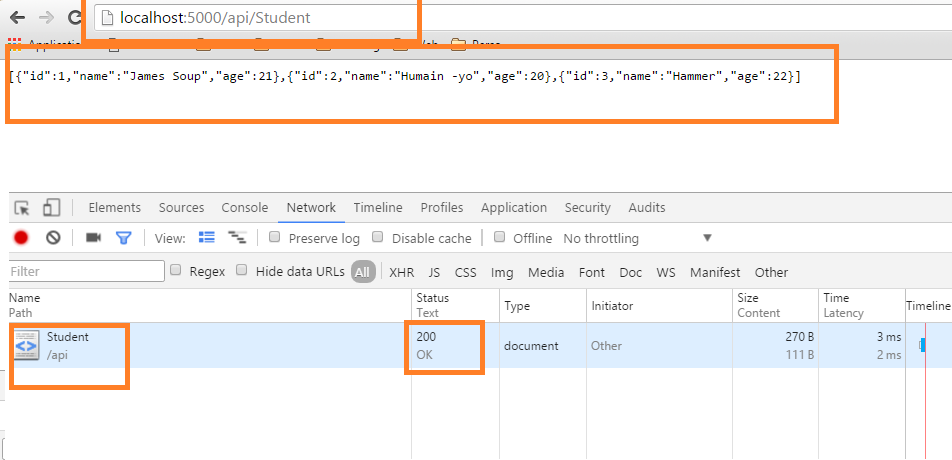 localhost:5000/api/Student
[{"id":1,"name":"James Soup","age":21},{"id":2,"name":"Humain -yo","age":20},{"id":3,"name":"Hammer","age":22}]
Elements Sources Console Network Timeline Profiles Application Security Audits
View: Preserve log Disable cache Offline No throttling
Filter Regex Hide data URLs All XHR JS CSS Img Media Font Doc WS Manifest Other
Name Status Type Initiator Size Time Timeline
Path Text Content Latency
Student 200 document Other 270 B 3 ms
/api OK 111 B 2 ms